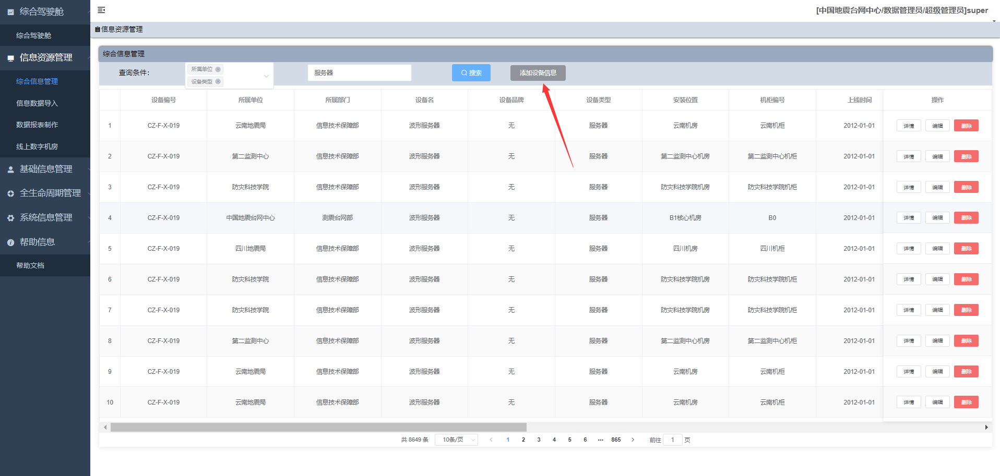 综合驾驶舱
综合驾驶舱
信息资源管理
综合信息管理
信息数据导入
数据报表制作
线上数字机房
基础信息管理
全生命周期管理
系统信息管理
帮助信息
帮助文档
[中国地震台网中心/数据管理员/超级管理员]super
信息资源管理
综合信息管理
查询条件: 所属单位 服务器 搜索 添加设备信息
设备类型
设备编号 所属单位 所属部门 设备名 设备品牌 设备类型 安装位置 机柜编号 上线时间 操作
1 CZ-F-X-019 云南地震局 信息技术保障部 波形服务器 无 服务器 云南机房 云南机柜 2012-01-01 详情 编辑 删除
2 CZ-F-X-019 第二监测中心 信息技术保障部 波形服务器 无 服务器 第二监测中心机房 第二监测中心机柜 2012-01-01 详情 编辑 删除
3 CZ-F-X-019 防灾科技学院 信息技术保障部 波形服务器 无 服务器 防灾科技学院机房 防灾科技学院机柜 2012-01-01 详情 编辑 删除
4 CZ-F-X-019 中国地震台网中心 测震台网部 波形服务器 无 服务器 B1核心机房 B0 2012-01-01 详情 编辑 删除
5 CZ-F-X-019 四川地震局 信息技术保障部 波形服务器 无 服务器 四川机房 四川机柜 2012-01-01 详情 编辑 删除
6 CZ-F-X-019 防灾科技学院 信息技术保障部 波形服务器 无 服务器 防灾科技学院机房 防灾科技学院机柜 2012-01-01 详情 编辑 删除
7 CZ-F-X-019 防灾科技学院 信息技术保障部 波形服务器 无 服务器 防灾科技学院机房 防灾科技学院机柜 2012-01-01 详情 编辑 删除
8 CZ-F-X-019 第二监测中心 信息技术保障部 波形服务器 无 服务器 第二监测中心机房 第二监测中心机柜 2012-01-01 详情 编辑 删除
9 CZ-F-X-019 云南地震局 信息技术保障部 波形服务器 无 服务器 云南机房 云南机柜 2012-01-01 详情 编辑 删除
10 CZ-F-X-019 云南地震局 信息技术保障部 波形服务器 无 服务器 云南机房 云南机柜 2012-01-01 详情 编辑 删除
共 8649 条 10条/页 1 2 3 4 5 6 ··· 865 前往 1 页